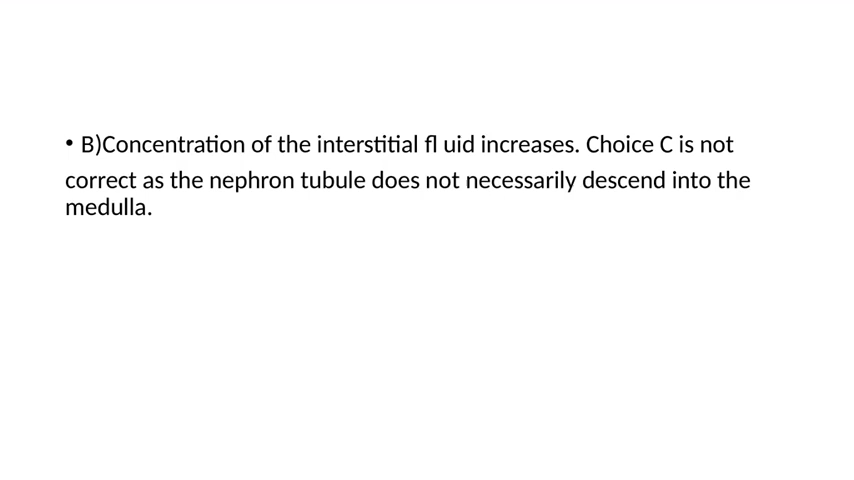 • B)Concentration of the interstitial fl uid increases. Choice C is not
correct as the nephron tubule does not necessarily descend into the
medulla.